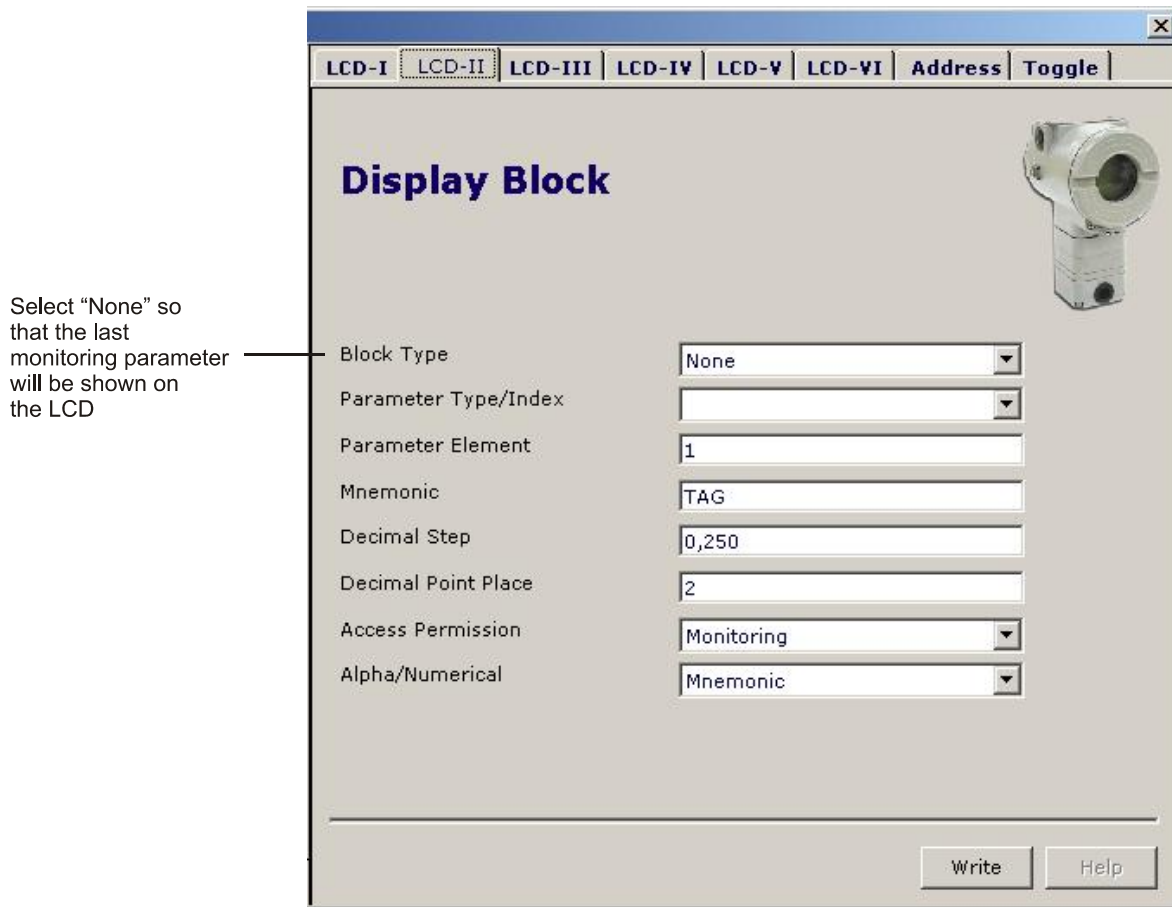 LCD-I LCD-II LCD-III LCD-IV LCD-V LCD-VI Address Toggle
Display Block
Select “None” so
that the last
monitoring parameter
will be shown on
the LCD
Block Type None
Parameter Type/Index
Parameter Element 1
Mnemonic TAG
Decimal Step 0,250
Decimal Point Place 2
Access Permission Monitoring
Alpha/Numerical Mnemonic
Write Help